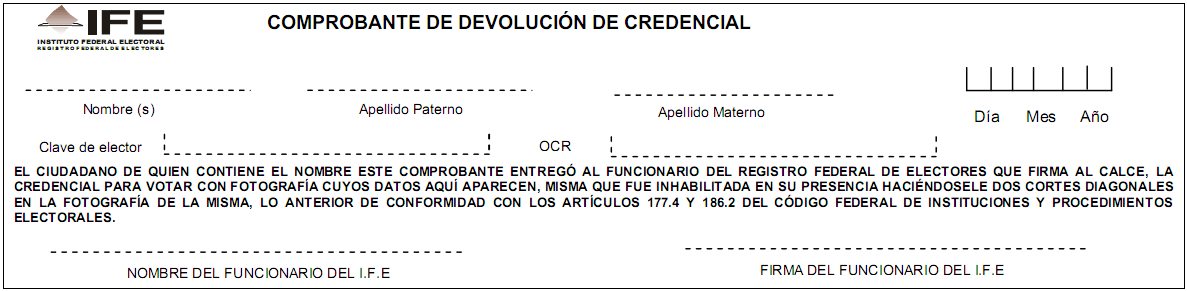 IFE
INSTITUTO FEDERAL ELECTORAL
REGISTRO FEDERAL DE ELECTORES
COMPROBANTE DE DEVOLUCIÓN DE CREDENCIAL
Nombre (s) Apellido Paterno Apellido Materno Día Mes Año
Clave de elector OCR
EL CIUDADANO DE QUIEN CONTIENE EL NOMBRE ESTE COMPROBANTE ENTREGÓ AL FUNCIONARIO DEL REGISTRO FEDERAL DE ELECTORES QUE FIRMA AL CALCE, LA
CREDENCIAL PARA VOTAR CON FOTOGRAFÍA CUYOS DATOS AQUÍ APARECEN, MISMA QUE FUE INHABILITADA EN SU PRESENCIA HACIÉNDOSELE DOS CORTES DIAGONALES
EN LA FOTOGRAFÍA DE LA MISMA, LO ANTERIOR DE CONFORMIDAD CON LOS ARTÍCULOS 177.4 Y 186.2 DEL CÓDIGO FEDERAL DE INSTITUCIONES Y PROCEDIMIENTOS
ELECTORALES.
NOMBRE DEL FUNCIONARIO DEL I.F.E FIRMA DEL FUNCIONARIO DEL I.F.E